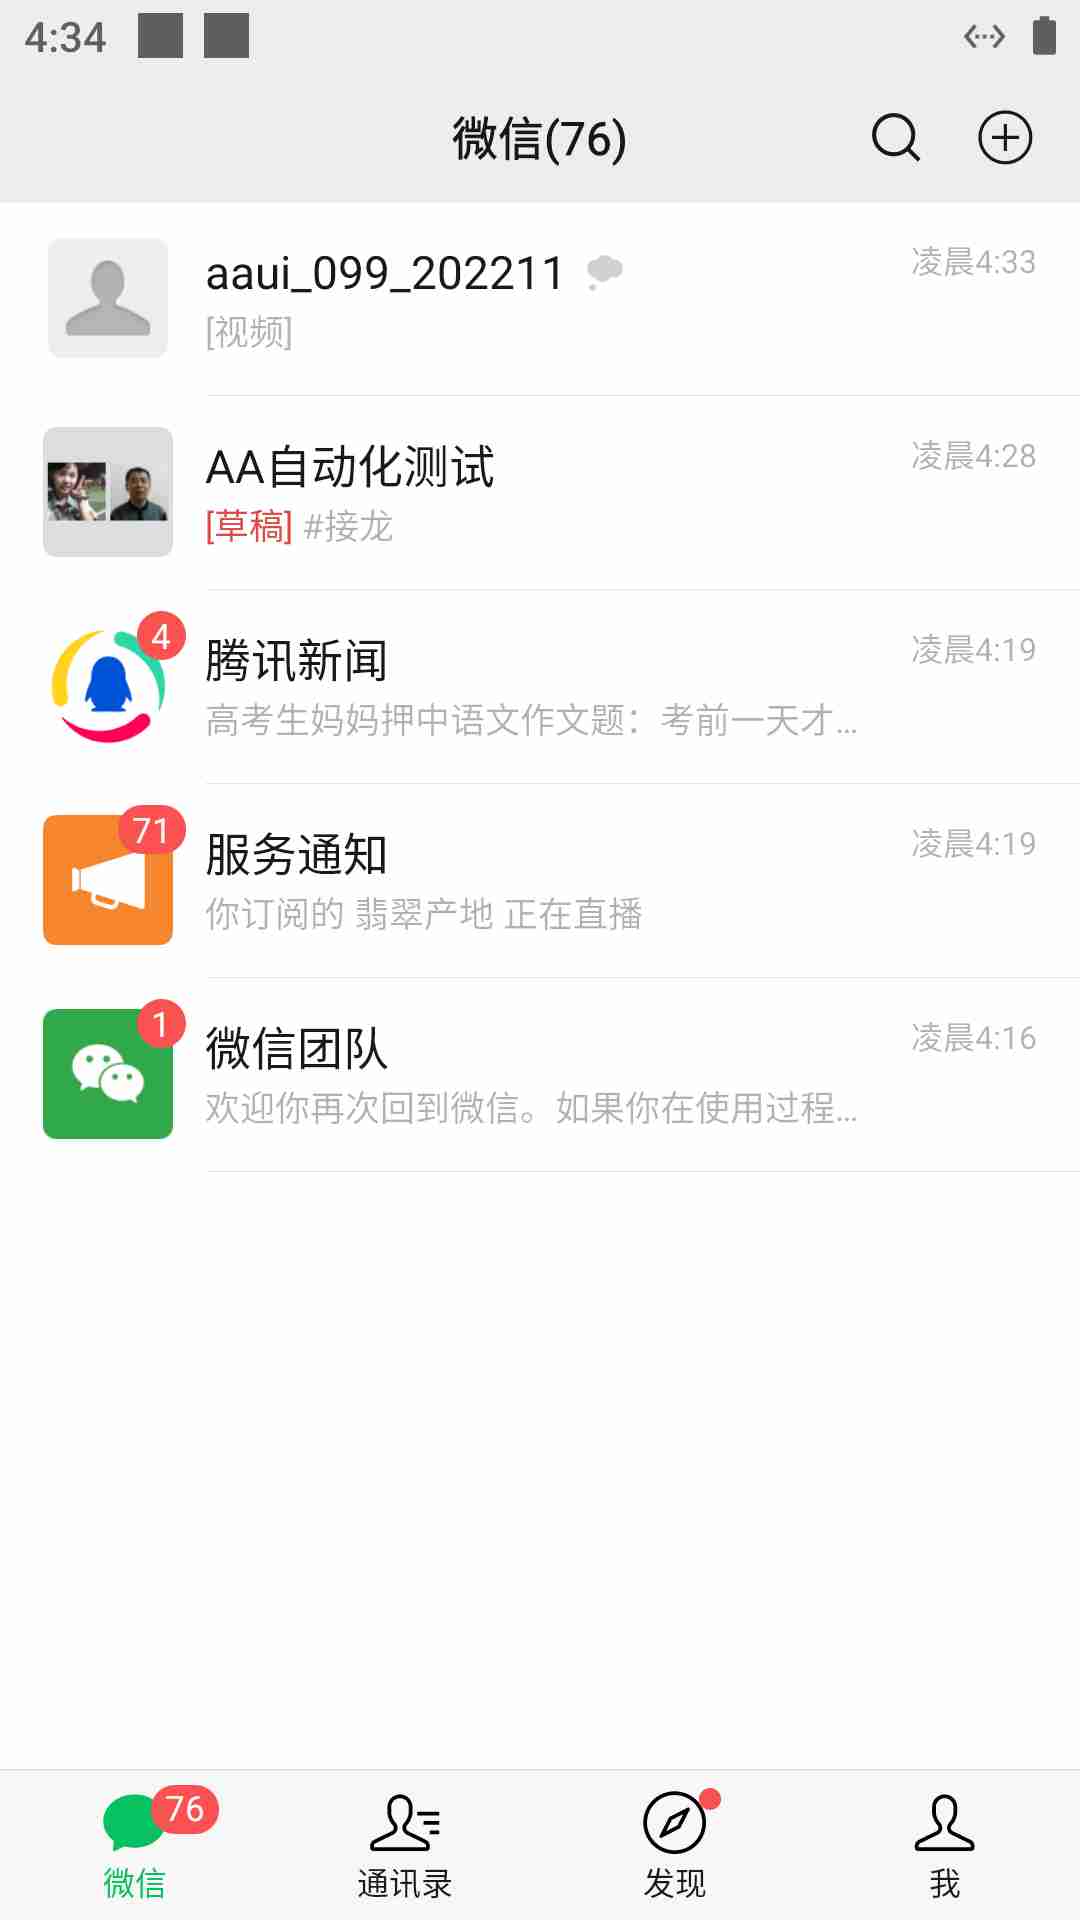 4:34
微信(76)
aaui_099_202211
凌晨4:33
[视频]
AA自动化测试
凌晨4:28
[草稿] #接龙
4
腾讯新闻
凌晨4:19
高考生妈妈押中语文作文题：考前一天才...
71
服务通知
凌晨4:19
你订阅的 翡翠产地 正在直播
1
微信团队
凌晨4:16
欢迎你再次回到微信。如果你在使用过程...
76
微信
通讯录
发现
我